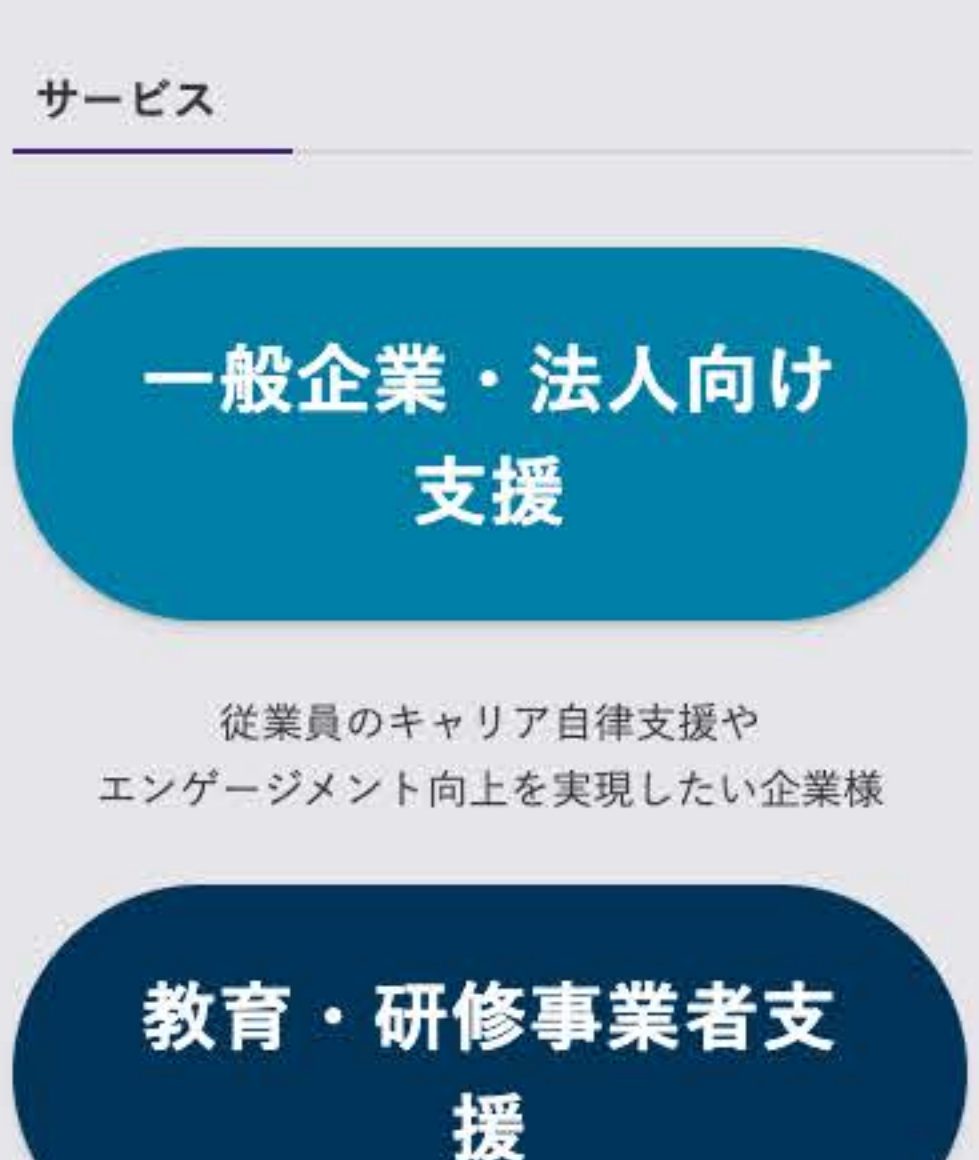 サービス
一般企業・法人向け
支援
従業員のキャリア自律支援や
エンゲージメント向上を実現したい企業様
教育・研修事業者支
援